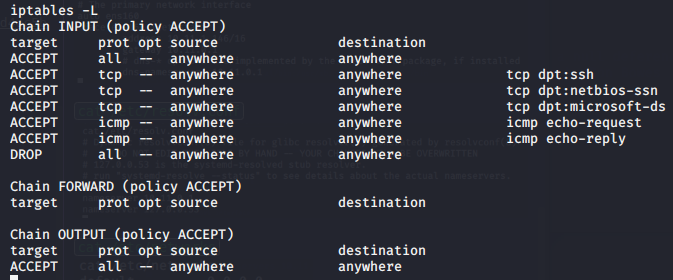 iptables -L
Chain INPUT (policy ACCEPT)
target prot opt source destination
ACCEPT all -- anywhere anywhere
ACCEPT tcp -- anywhere anywhere tcp dpt:ssh
ACCEPT tcp -- anywhere anywhere tcp dpt:netbios-ssn
ACCEPT tcp -- anywhere anywhere tcp dpt:microsoft-ds
ACCEPT icmp -- anywhere anywhere icmp echo-request
ACCEPT icmp -- anywhere anywhere icmp echo-reply
DROP all -- anywhere anywhere
Chain FORWARD (policy ACCEPT)
target prot opt source destination
Chain OUTPUT (policy ACCEPT)
target prot opt source destination
ACCEPT all -- anywhere anywhere